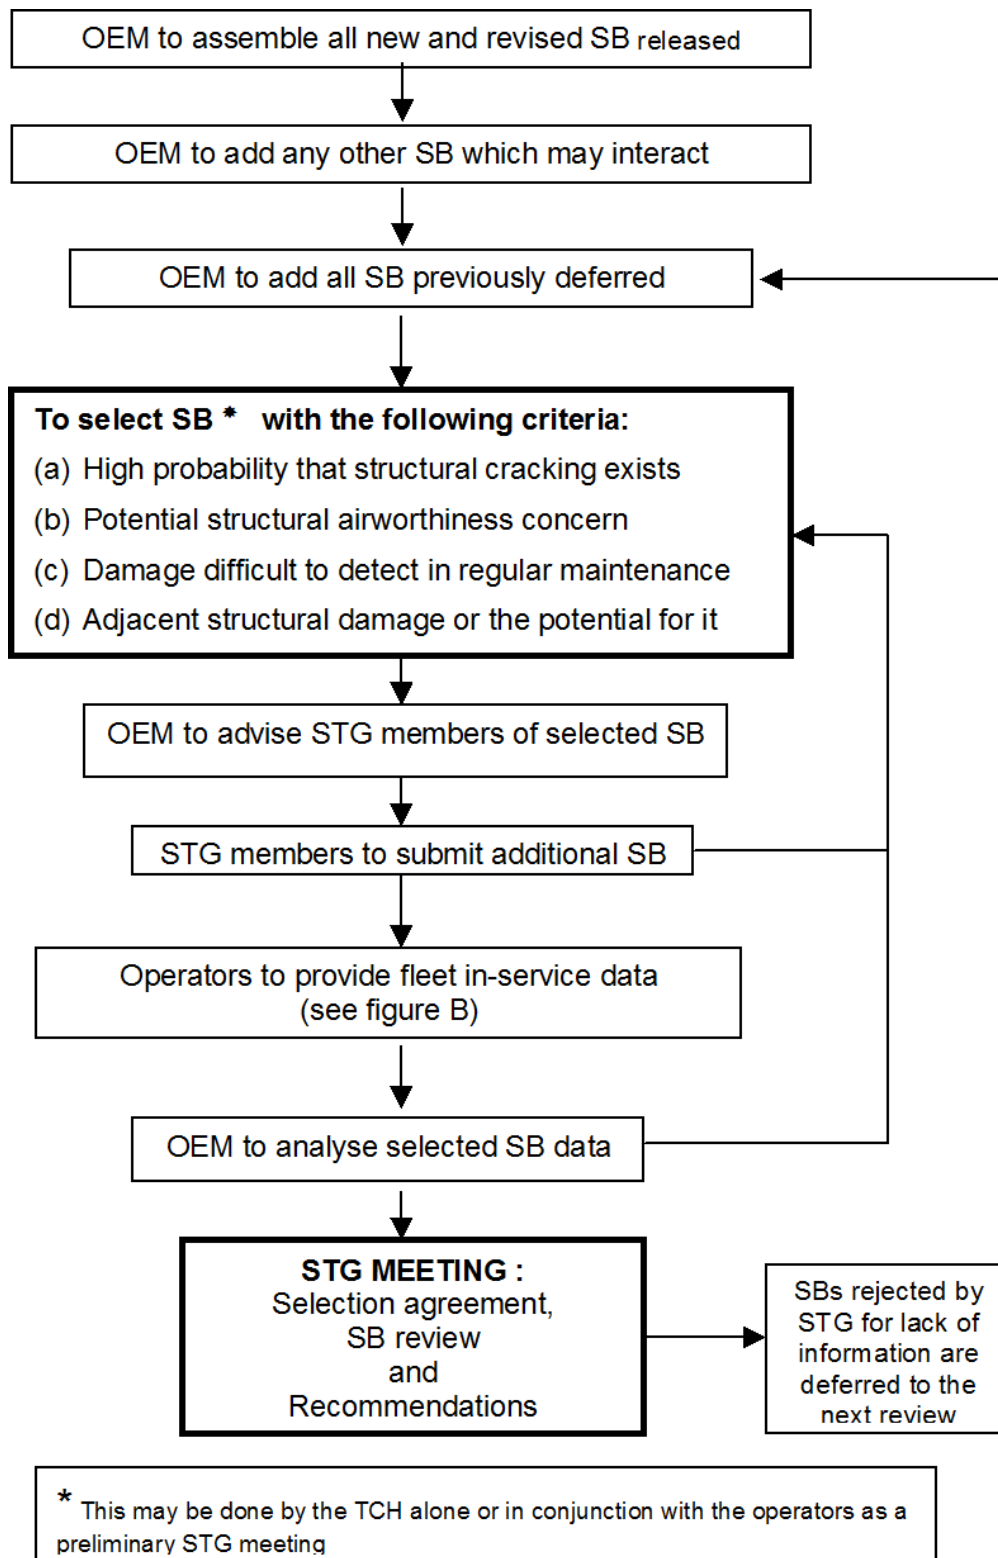 OEM to assemble all new and revised SB released
OEM to add any other SB which may interact
OEM to add all SB previously deferred
To select SB * with the following criteria:
(a) High probability that structural cracking exists
(b) Potential structural airworthiness concern
(c) Damage difficult to detect in regular maintenance
(d) Adjacent structural damage or the potential for it
OEM to advise STG members of selected SB
STG members to submit additional SB
Operators to provide fleet in-service data
(see figure B)
OEM to analyse selected SB data
STG MEETING :
Selection agreement,
SB review
and
Recommendations
SBs rejected by
STG for lack of
information are
deferred to the
next review
* This may be done by the TCH alone or in conjunction with the operators as a
preliminary STG meeting